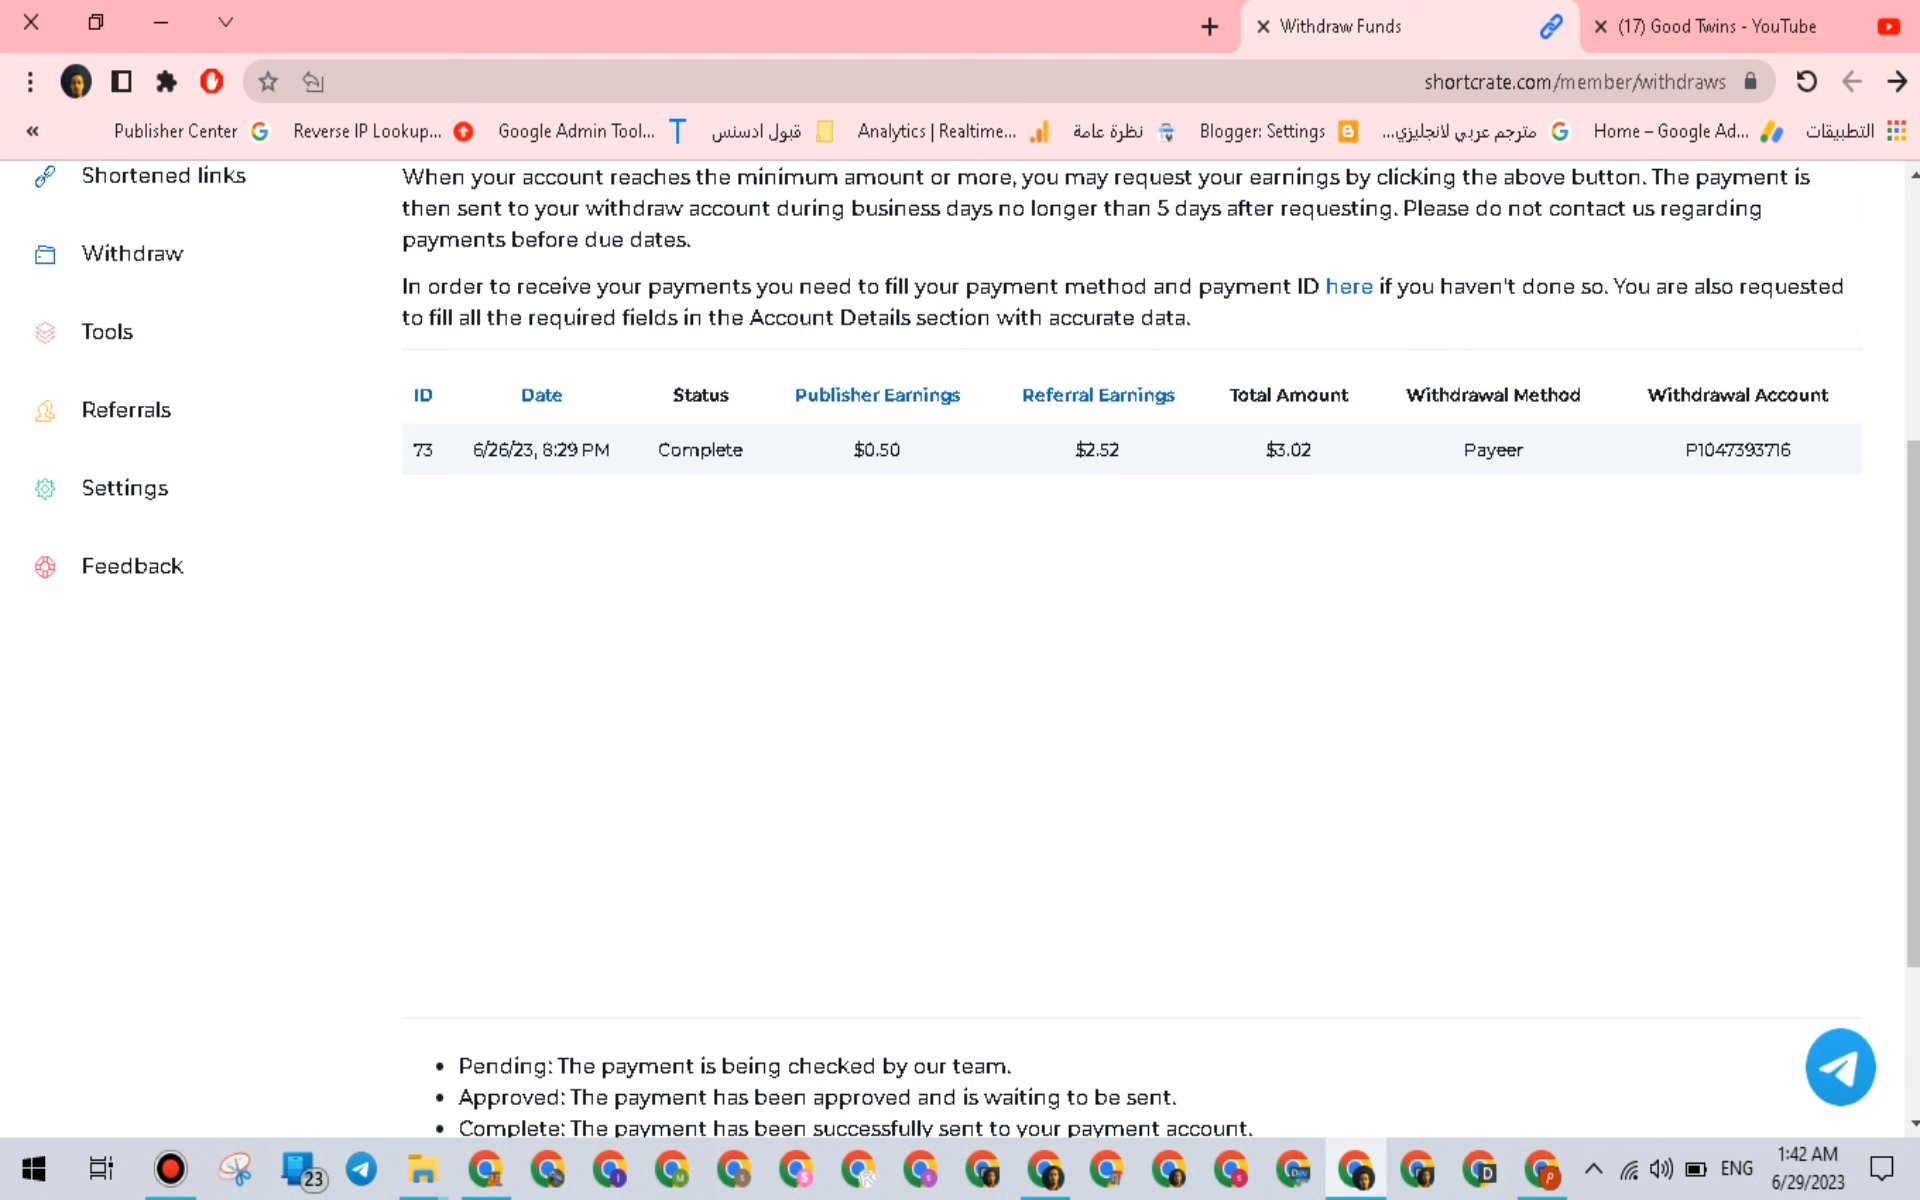 Withdraw Funds
(17) Good Twins - YouTube
shortcrate.com/member/withdraws
Publisher Center
Reverse IP Lookup...
Google Admin Tool...
قبول ادسنس
Analytics | Realtime...
نظرة عامة
Blogger: Settings
مترجم عربي لانجليزي...
Home – Google Ad...
التطبيقات
Shortened links
Withdraw
Tools
Referrals
Settings
Feedback
When your account reaches the minimum amount or more, you may request your earnings by clicking the above button. The payment is
then sent to your withdraw account during business days no longer than 5 days after requesting. Please do not contact us regarding
payments before due dates.
In order to receive your payments you need to fill your payment method and payment ID here if you haven't done so. You are also requested
to fill all the required fields in the Account Details section with accurate data.
ID Date Status Publisher Earnings Referral Earnings Total Amount Withdrawal Method Withdrawal Account
73 6/26/23, 8:29 PM Complete $0.50 $2.52 $3.02 Payeer P1047393716
Pending: The payment is being checked by our team.
Approved: The payment has been approved and is waiting to be sent.
Complete: The payment has been successfully sent to your payment account.
23
ENG
1:42 AM
6/29/2023